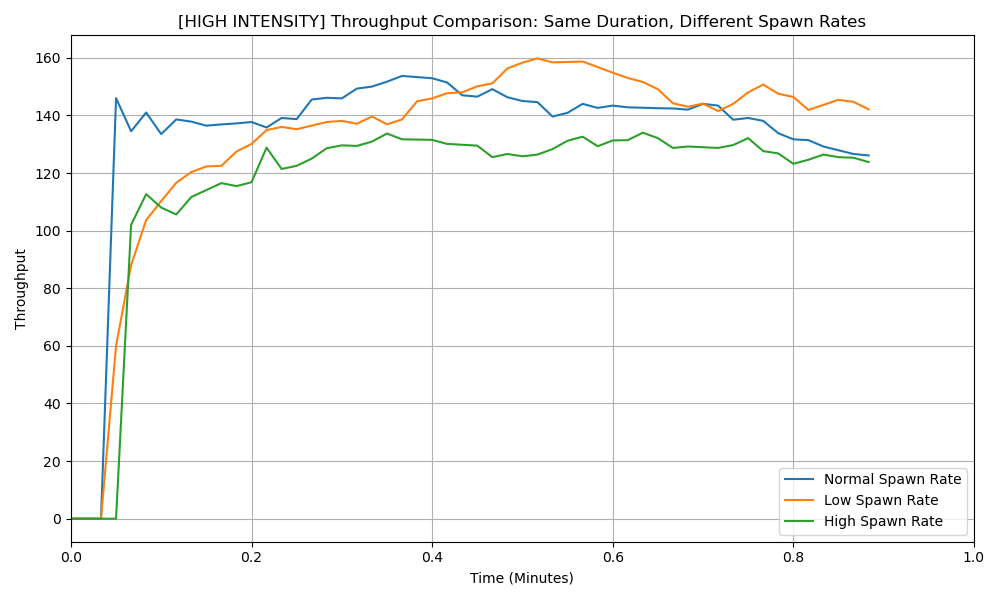 [HIGH INTENSITY] Throughput Comparison: Same Duration, Different Spawn Rates
160
140
120
100
80
60
40
20
0
Throughput
0.0 0.2 0.4 0.6 0.8 1.0
Time (Minutes)
Normal Spawn Rate
Low Spawn Rate
High Spawn Rate